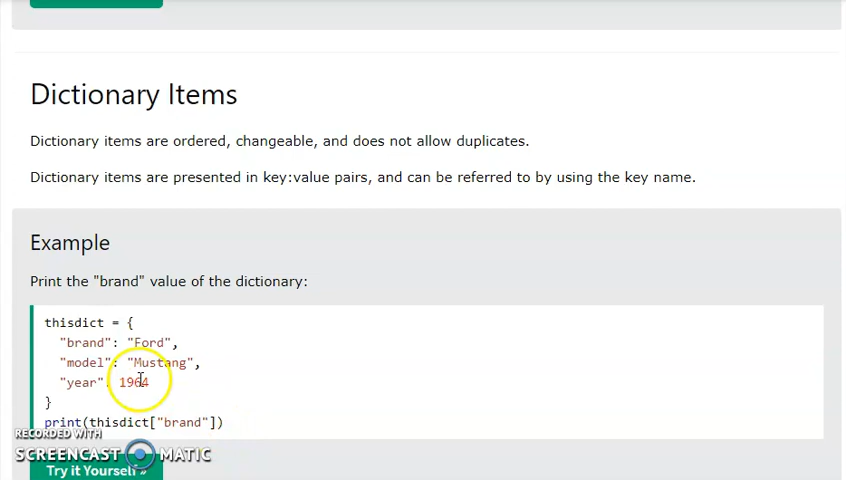 Dictionary Items
Dictionary items are ordered, changeable, and does not allow duplicates.
Dictionary items are presented in key:value pairs, and can be referred to by using the key name.
Example
Print the "brand" value of the dictionary:
thisdict = {
"brand": "Ford",
"model": "Mustang",
"year": 1964
}
print(thisdict["brand"])
RECORDED WITH
SCREENCAST MATIC
Try it Yourself »